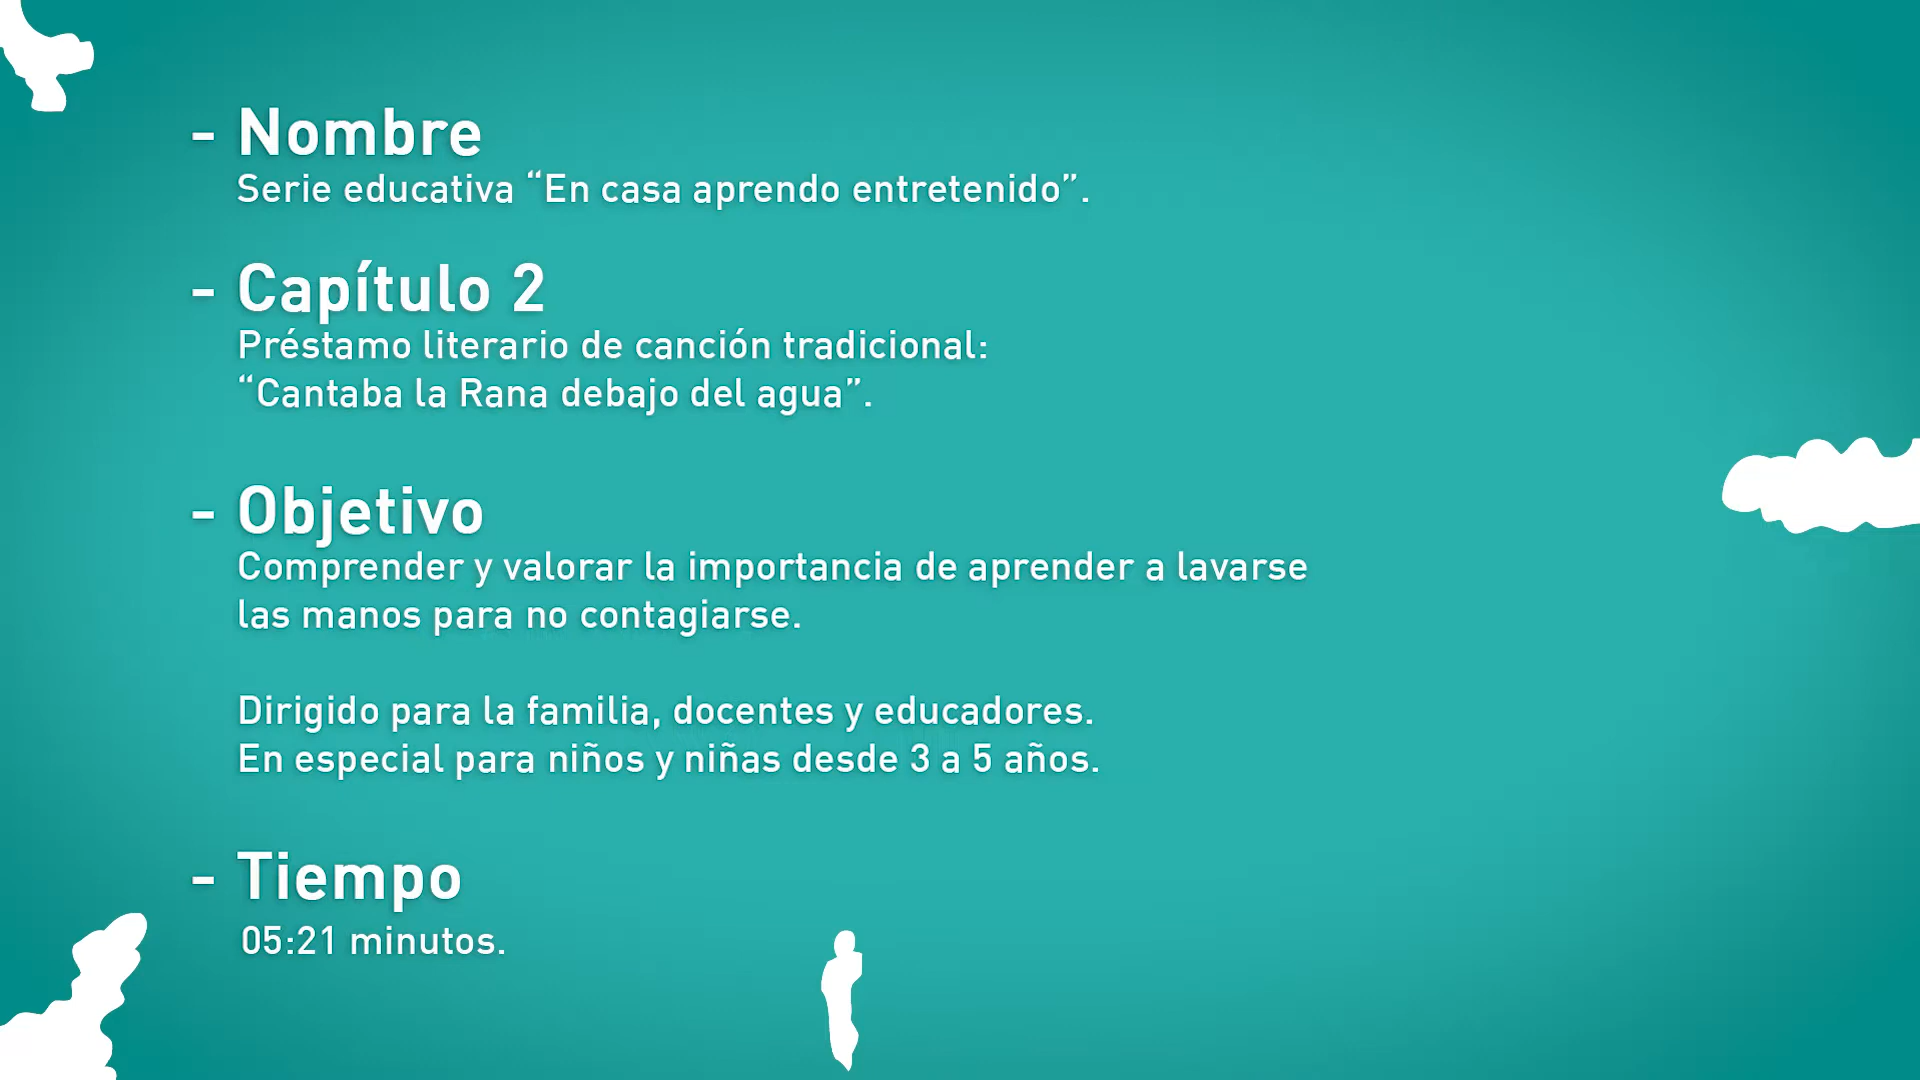 - Nombre
Serie educativa “En casa aprendo entretenido”.
- Capítulo 2
Préstamo literario de canción tradicional:
“Cantaba la Rana debajo del agua”.
- Objetivo
Comprender y valorar la importancia de aprender a lavarse
las manos para no contagiarse.
Dirigido para la familia, docentes y educadores.
En especial para niños y niñas desde 3 a 5 años.
- Tiempo
05:21 minutos.